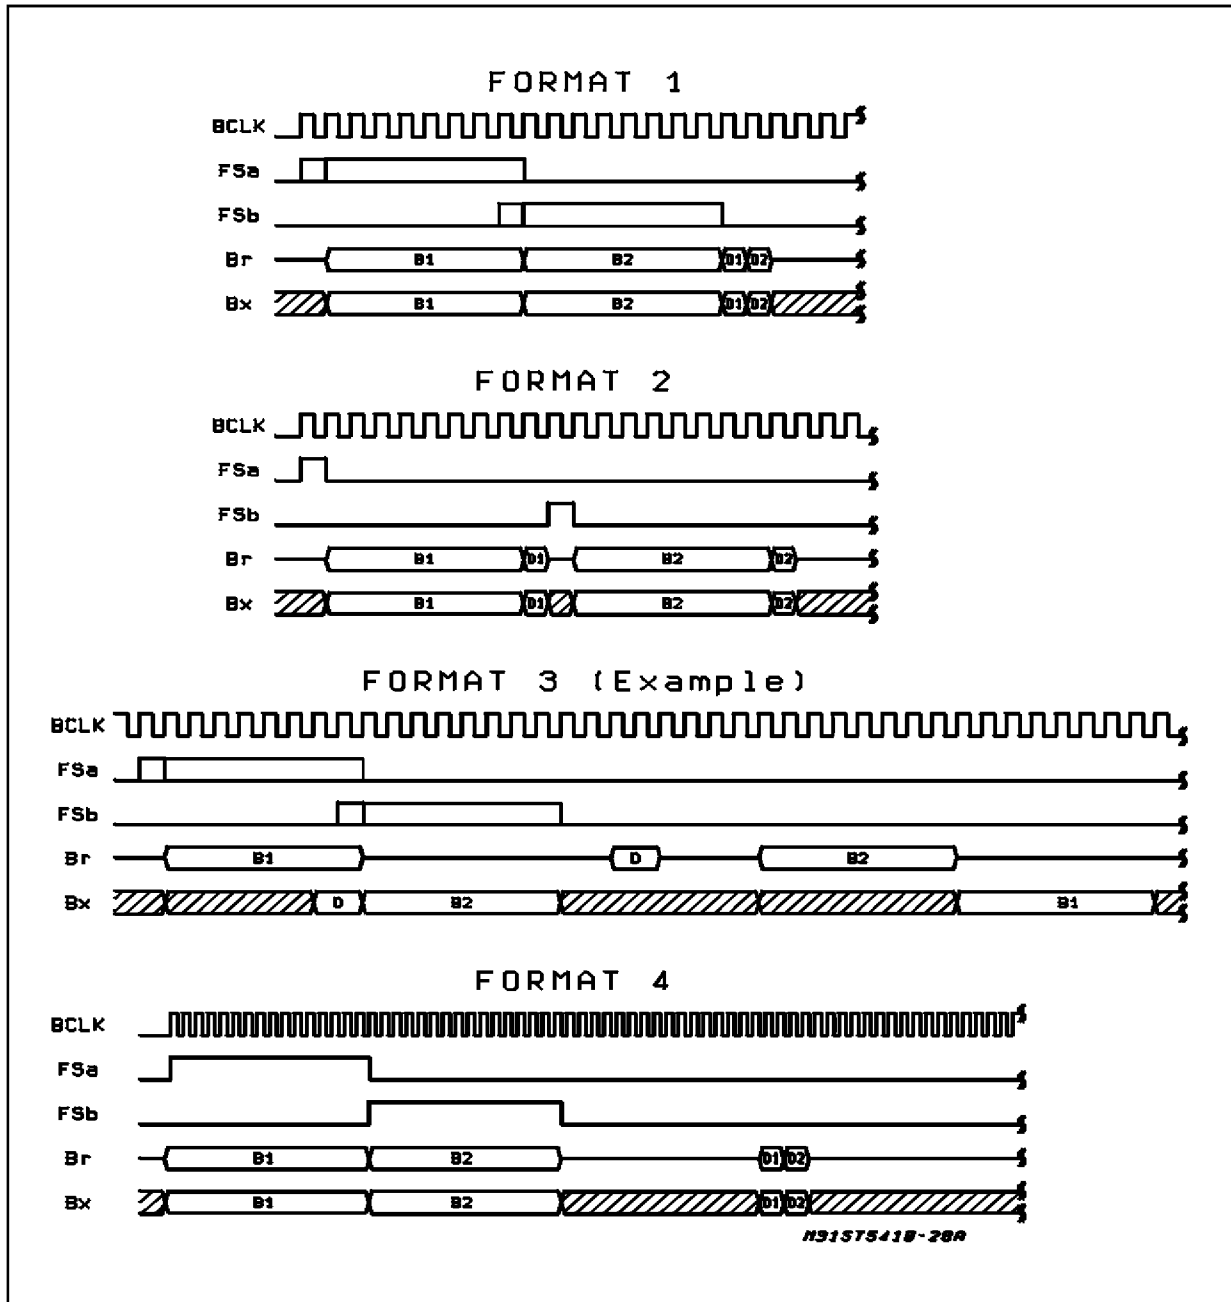 FORMAT 1
BCLK
FSa
FSb
Br B1 B2 D1 D2
Bx B1 B2 D1 D2
FORMAT 2
BCLK
FSa
FSb
Br B1 D1 B2 D2
Bx B1 D1 B2 D2
FORMAT 3 (Example)
BCLK
FSa
FSb
Br B1 D B2
Bx D B2 B1
FORMAT 4
BCLK
FSa
FSb
Br B1 B2 D1 D2
Bx B1 B2 D1 D2
M91ST5410-28A